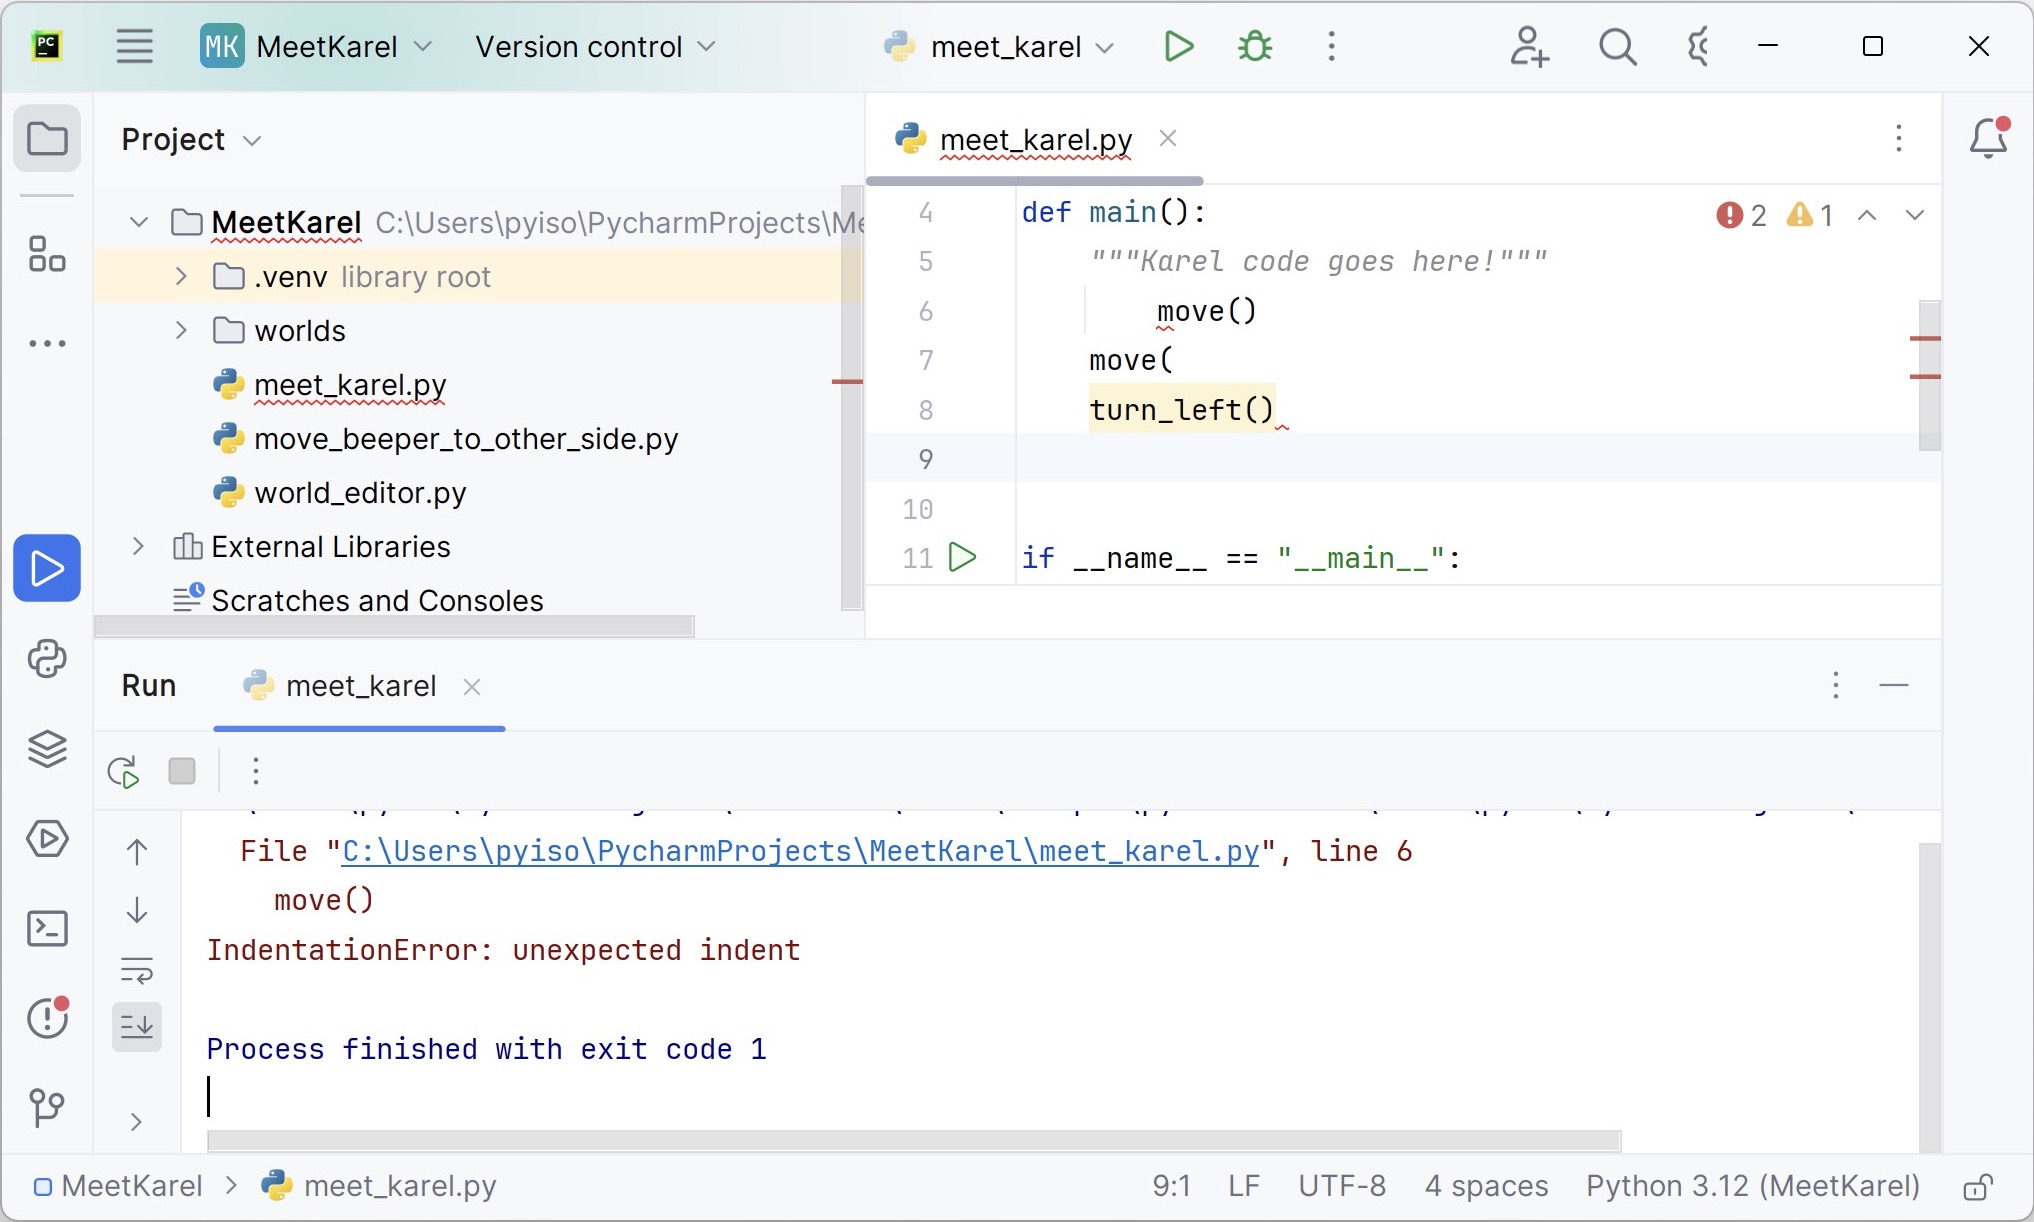 PC
MK MeetKarel Version control meet_karel
Project
meet_karel.py
MeetKarel C:\Users\pyiso\PycharmProjects\Me
.venv library root
worlds
meet_karel.py
move_beeper_to_other_side.py
world_editor.py
External Libraries
Scratches and Consoles
2 1
4 def main():
5 """Karel code goes here!"""
6 move()
7 move(
8 turn_left()
9
10
11 if __name__ == "__main__":
Run meet_karel
File "C:\Users\pyiso\PycharmProjects\MeetKarel\meet_karel.py", line 6
move()
IndentationError: unexpected indent
Process finished with exit code 1
MeetKarel > meet_karel.py 9:1 LF UTF-8 4 spaces Python 3.12 (MeetKarel)